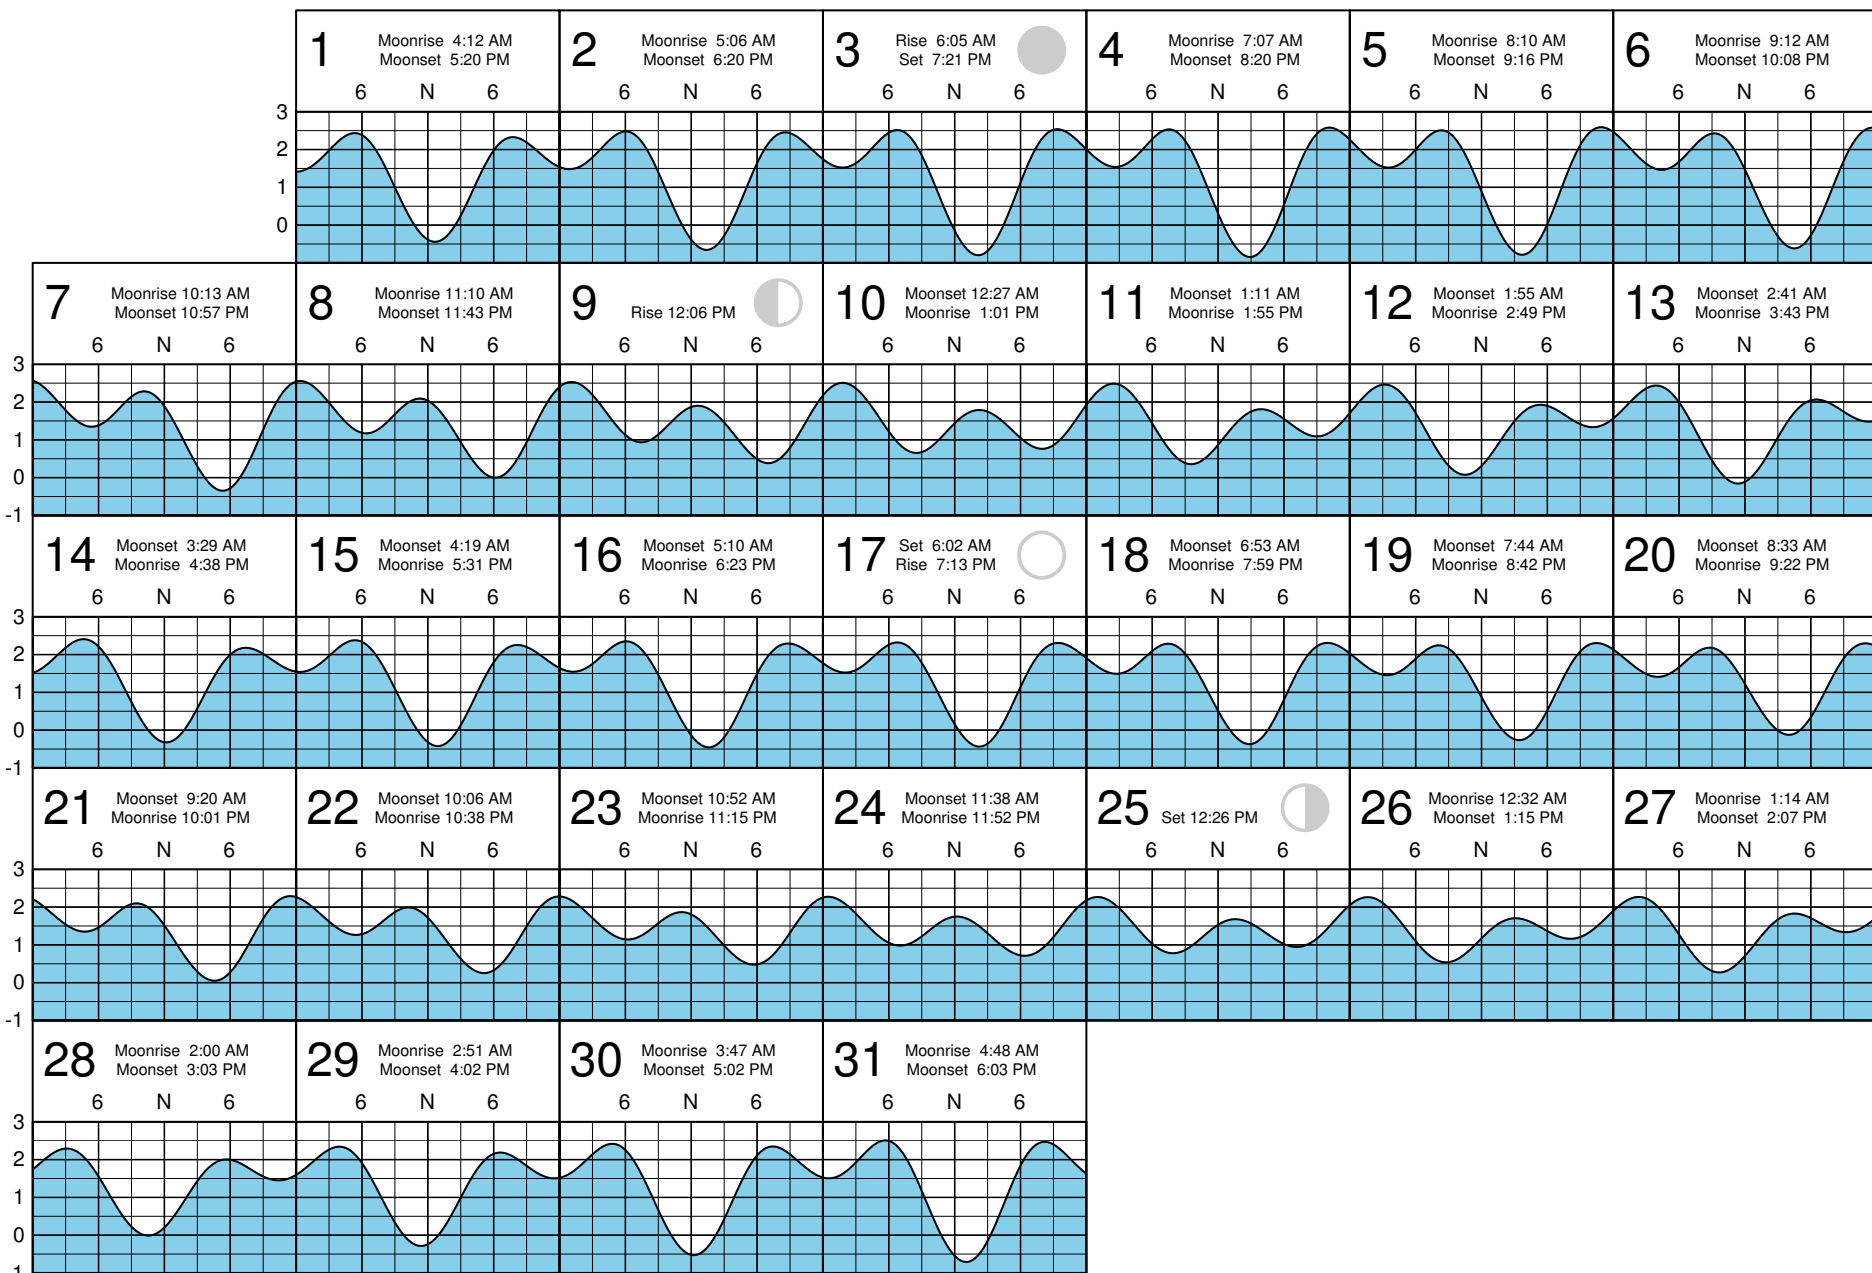 1 Moonrise 4:12 AM
Moonset 5:20 PM
6 N 6
2 Moonrise 5:06 AM
Moonset 6:20 PM
6 N 6
3 Rise 6:05 AM
Set 7:21 PM
6 N 6
4 Moonrise 7:07 AM
Moonset 8:20 PM
6 N 6
5 Moonrise 8:10 AM
Moonset 9:16 PM
6 N 6
6 Moonrise 9:12 AM
Moonset 10:08 PM
6 N 6
3
2
1
0
7 Moonrise 10:13 AM
Moonset 10:57 PM
6 N 6
8 Moonrise 11:10 AM
Moonset 11:43 PM
6 N 6
9 Rise 12:06 PM
6 N 6
10 Moonset 12:27 AM
Moonrise 1:01 PM
6 N 6
11 Moonset 1:11 AM
Moonrise 1:55 PM
6 N 6
12 Moonset 1:55 AM
Moonrise 2:49 PM
6 N 6
13 Moonset 2:41 AM
Moonrise 3:43 PM
6 N 6
3
2
1
0
-1
14 Moonset 3:29 AM
Moonrise 4:38 PM
6 N 6
15 Moonset 4:19 AM
Moonrise 5:31 PM
6 N 6
16 Moonset 5:10 AM
Moonrise 6:23 PM
6 N 6
17 Set 6:02 AM
Rise 7:13 PM
6 N 6
18 Moonset 6:53 AM
Moonrise 7:59 PM
6 N 6
19 Moonset 7:44 AM
Moonrise 8:42 PM
6 N 6
20 Moonset 8:33 AM
Moonrise 9:22 PM
6 N 6
3
2
1
0
-1
21 Moonset 9:20 AM
Moonrise 10:01 PM
6 N 6
22 Moonset 10:06 AM
Moonrise 10:38 PM
6 N 6
23 Moonset 10:52 AM
Moonrise 11:15 PM
6 N 6
24 Moonset 11:38 AM
Moonrise 11:52 PM
6 N 6
25 Set 12:26 PM
6 N 6
26 Moonrise 12:32 AM
Moonset 1:15 PM
6 N 6
27 Moonrise 1:14 AM
Moonset 2:07 PM
6 N 6
3
2
1
0
-1
28 Moonrise 2:00 AM
Moonset 3:03 PM
6 N 6
29 Moonrise 2:51 AM
Moonset 4:02 PM
6 N 6
30 Moonrise 3:47 AM
Moonset 5:02 PM
6 N 6
31 Moonrise 4:48 AM
Moonset 6:03 PM
6 N 6
3
2
1
0
-1